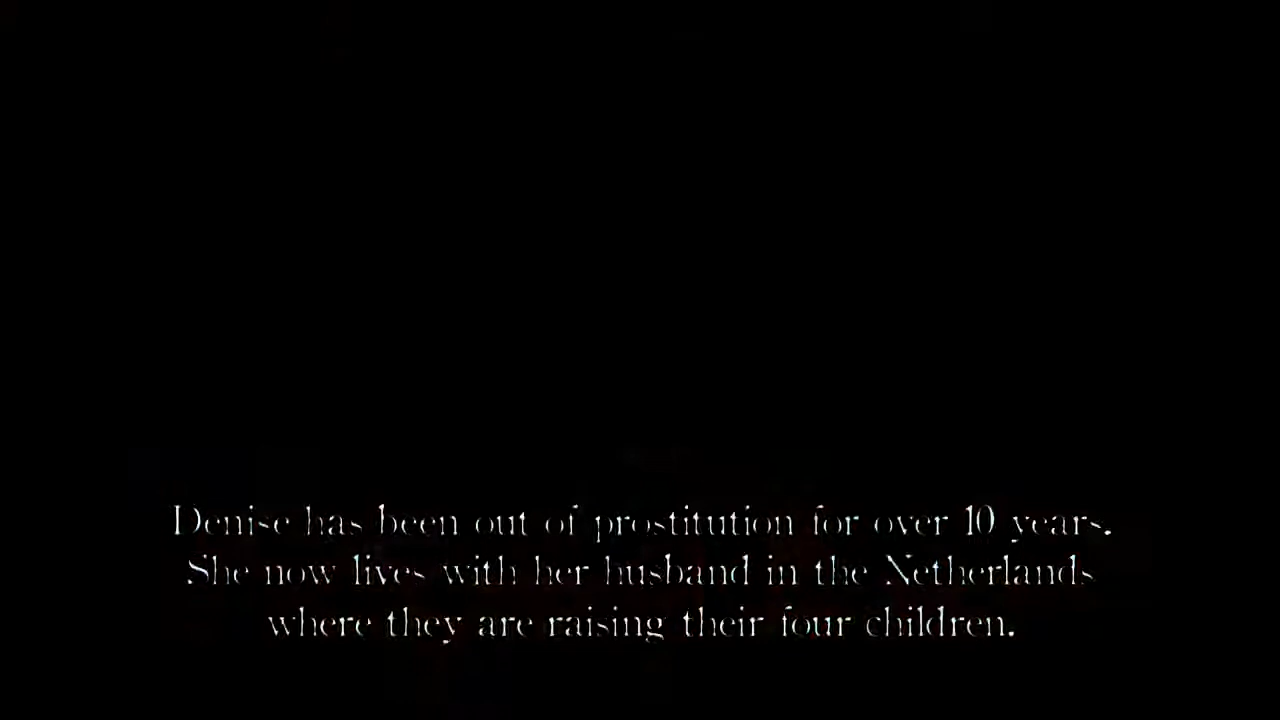 Denise has been out of prostitution for over 10 years.
She now lives with her husband in the Netherlands
where they are raising their four children.